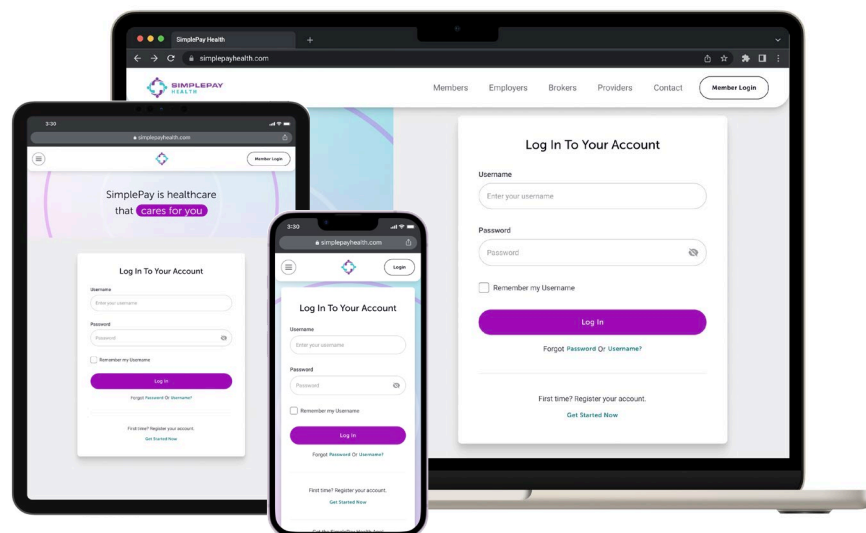 SimplePay Health
simplepayhealth.com
SIMPLEPAY
HEALTH
Members Employers Brokers Providers Contact Member Login
Log In To Your Account
Username
Enter your username
Password
Password
Remember my Username
Log In
Forgot Password Or Username?
First time? Register your account.
Get Started Now
3:30
simplepayhealth.com
Member Login
SimplePay is healthcare
that cares for you
Log In To Your Account
Username
Enter your username
Password
Password
Remember my Username
Log In
Forgot Password Or Username?
First time? Register your account.
Get Started Now
3:30
simplepayhealth.com
Login
Log In To Your Account
Username
Enter your username
Password
Password
Remember my Username
Log In
Forgot Password Or Username?
First time? Register your account.
Get Started Now
Get the SimplePay Health App!